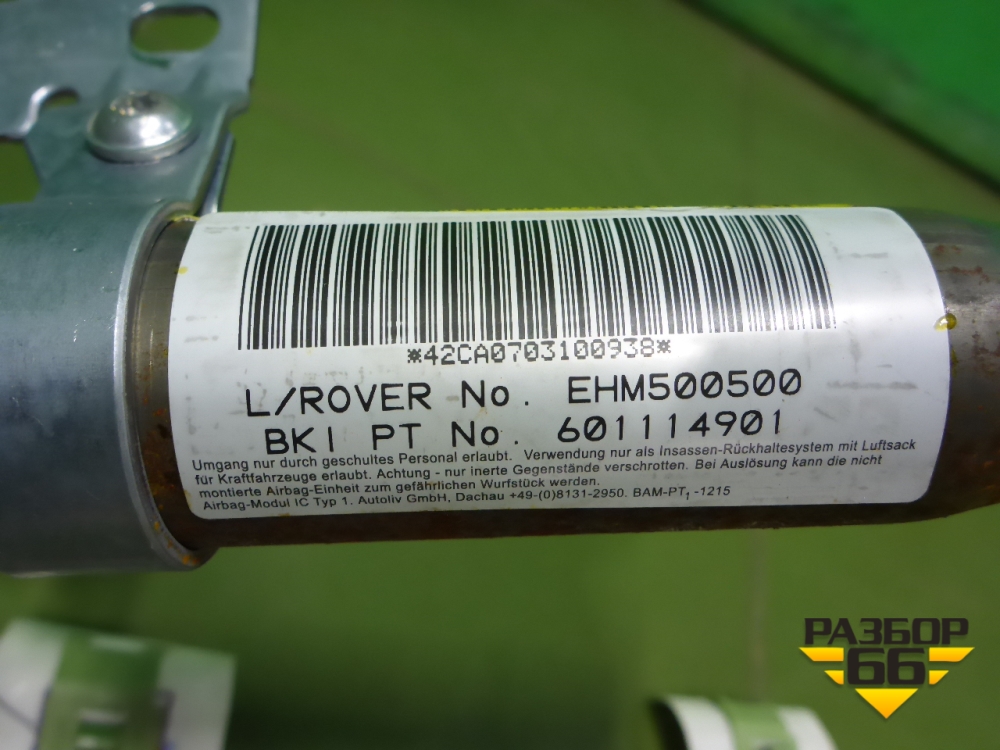 *42CA0703100938*
L/ROVER No. EHM500500
BKI PT No. 601114901
Umgang nur durch geschultes Personal erlaubt. Verwendung nur als Insassen-Rückhaltesystem mit Luftsack
für Kraftfahrzeuge erlaubt. Achtung - nur inerte Gegenstände verschrotten. Bei Auslösung kann die nicht
montierte Airbag-Einheit zum gefährlichen Wurfstück werden.
Airbag-Modul IC Typ 1. Autoliv GmbH, Dachau +49-(0)8131-2950. BAM-PT₁ -1215
РАЗБОР
66